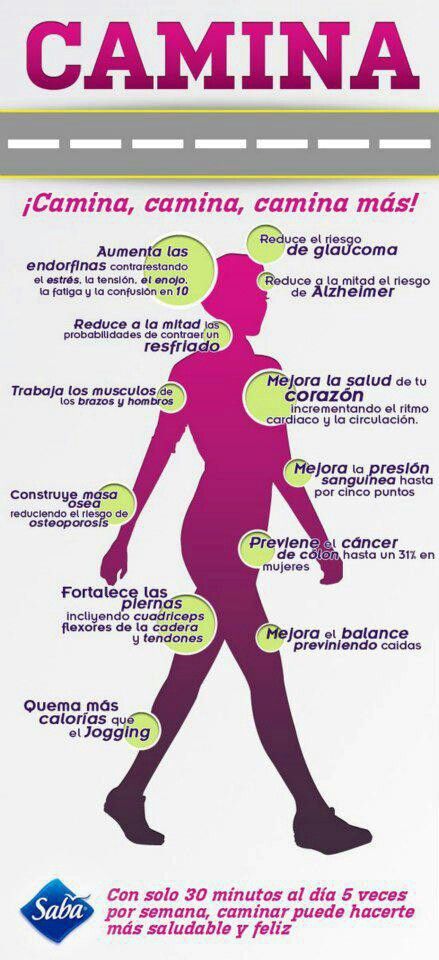 CAMINA
¡Camina, camina, camina más!
Aumenta las
endorfinas contrarestando
el estrés, la tensión, el enojo,
la fatiga y la confusión en 10
Reduce el riesgo
de glaucoma
Reduce a la mitad el riesgo
de Alzheimer
Reduce a la mitad las
probabilidades de contraer un
resfriado
Trabaja los musculos de
los brazos y hombros
Mejora la salud de tu
corazón
incrementando el ritmo
cardiaco y la circulación.
Mejora la presión
sanguinea hasta
por cinco puntos
Construye masa
osea
reduciendo el riesgo de
osteoporosis
Previene el cáncer
de colon hasta un 31% en
mujeres
Fortalece las
piernas
incliyendo cuadriceps
flexores de la cadera
y tendones
Mejora el balance
previniendo caidas
Quema más
calorías que
el Jogging
Saba
Con solo 30 minutos al día 5 veces
por semana, caminar puede hacerte
más saludable y feliz